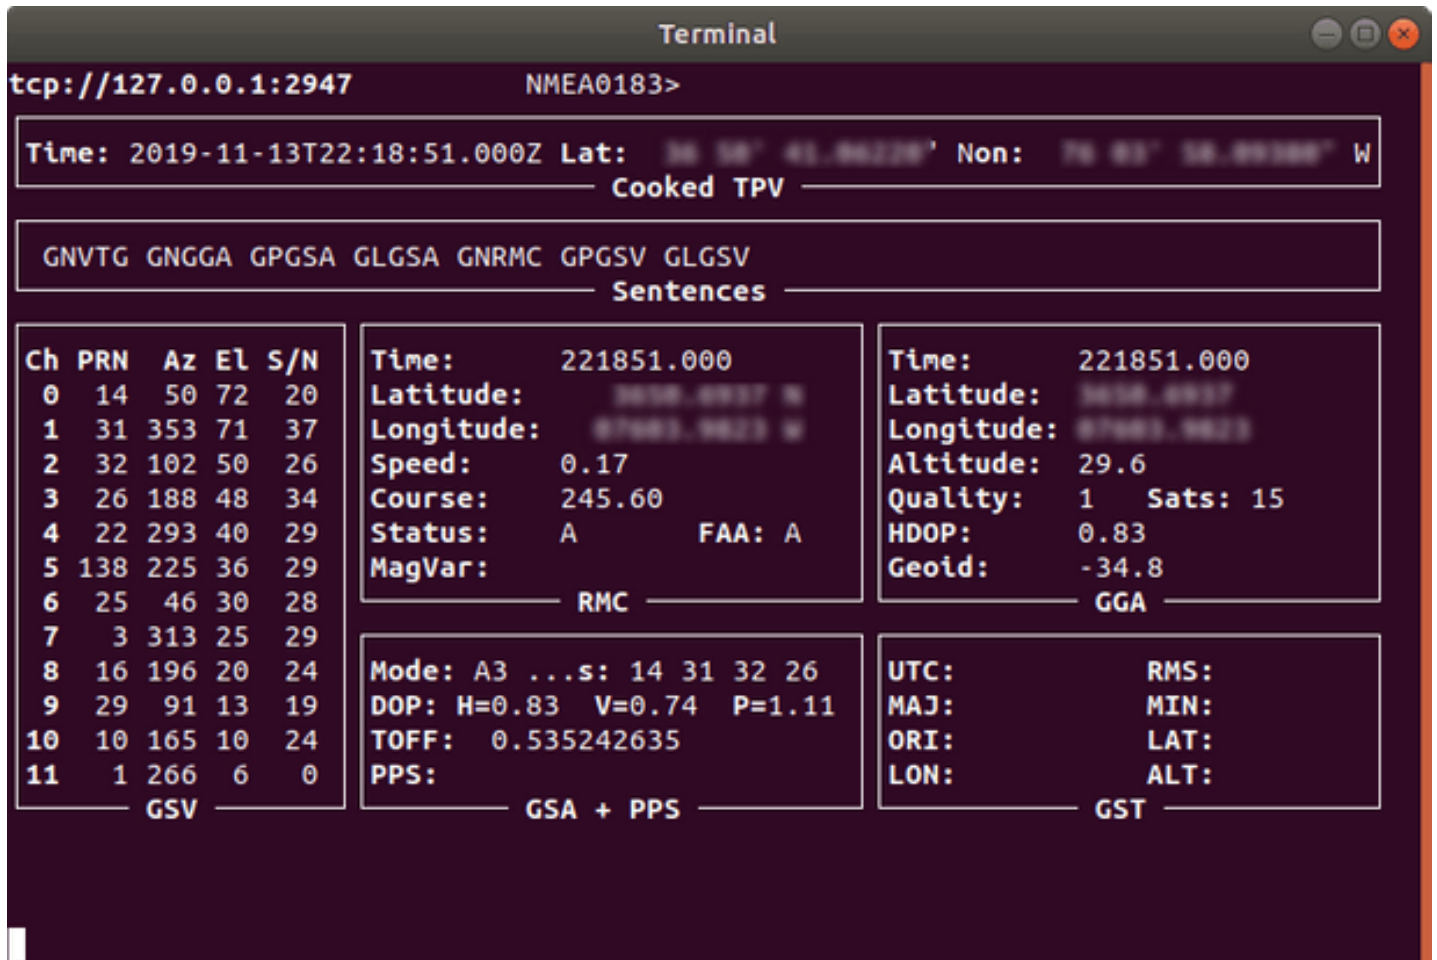 Terminal
tcp://127.0.0.1:2947 NMEA0183>
Time: 2019-11-13T22:18:51.000Z Lat: " Non: W
Cooked TPV
GNVTG GNGGA GPGSA GLGSA GNRMC GPGSV GLGSV
Sentences
Ch PRN Az El S/N
0 14 50 72 20
1 31 353 71 37
2 32 102 50 26
3 26 188 48 34
4 22 293 40 29
5 138 225 36 29
6 25 46 30 28
7 3 313 25 29
8 16 196 20 24
9 29 91 13 19
10 10 165 10 24
11 1 266 6 0
GSV
Time: 221851.000
Latitude:
Longitude:
Speed: 0.17
Course: 245.60
Status: A FAA: A
MagVar:
RMC
Time: 221851.000
Latitude:
Longitude:
Altitude: 29.6
Quality: 1 Sats: 15
HDOP: 0.83
Geoid: -34.8
GGA
Mode: A3 ...s: 14 31 32 26
DOP: H=0.83 V=0.74 P=1.11
TOFF: 0.535242635
PPS:
GSA + PPS
UTC: RMS:
MAJ: MIN:
ORI: LAT:
LON: ALT:
GST